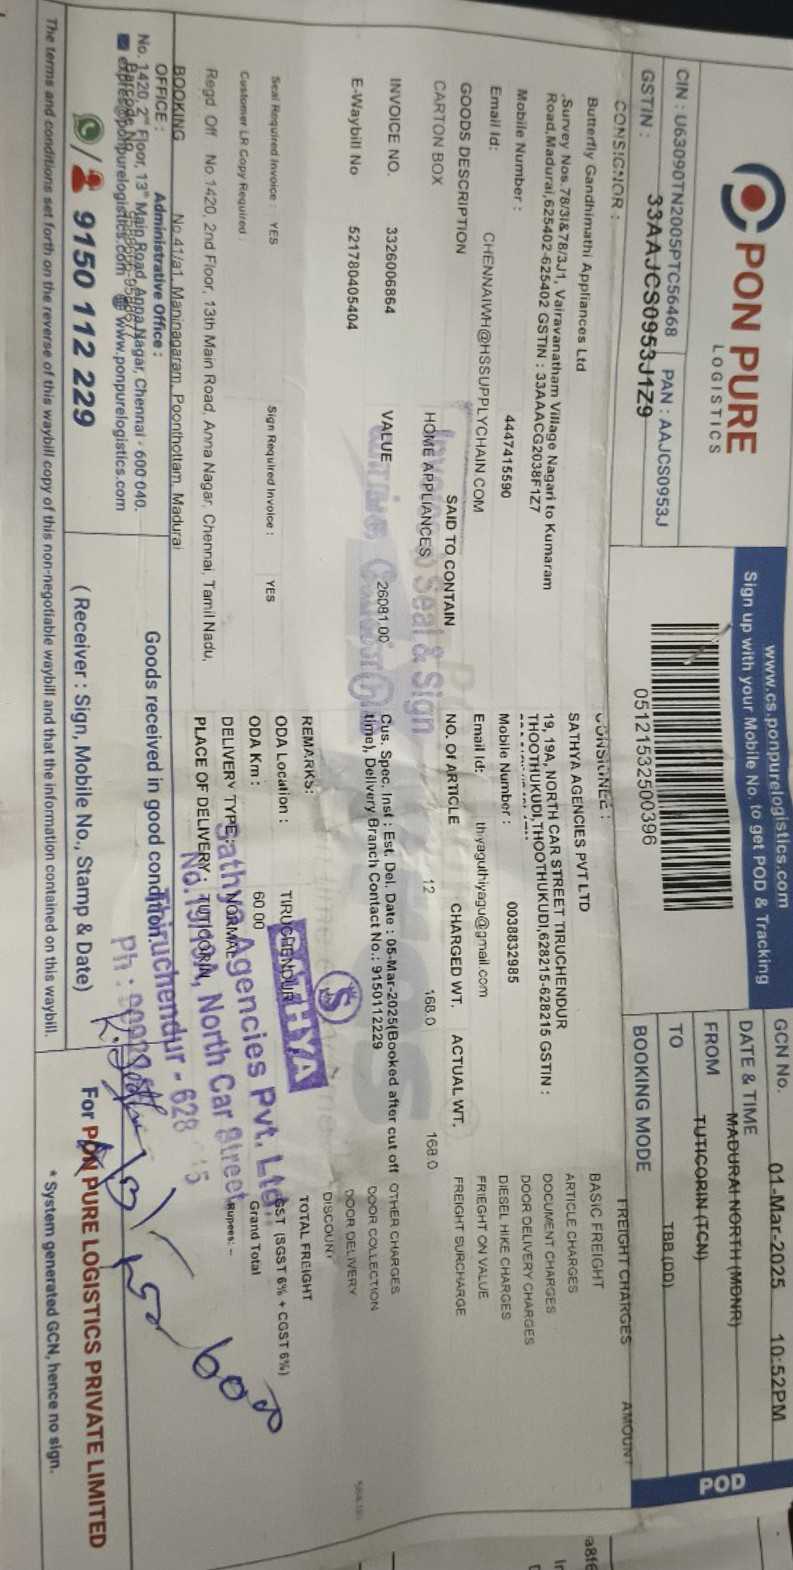 PON PURE
LOGISTICS
www.cs.ponpurelogistics.com
Sign up with your Mobile No. to get POD & Tracking
CIN : U63090TN2005PTC56468 PAN : AAJCS0953J
GSTIN : 33AAJCS0953J1Z9
05121532500396
GCN No.
DATE & TIME 01-Mar-2025 10:52PM
FROM MADURAI NORTH (MDNR)
TO TUTICORIN (TCN)
BOOKING MODE TBB (DD)
POD
CONSIGNOR :
Butterfly Gandhimathi Appliances Ltd
,Survey Nos.78/3I&78/3J1, Vairavanatham Village Nagari to Kumaram
Road,Madurai,625402-625402 GSTIN : 33AAACG2038F1Z7
Mobile Number : 4447415590
Email Id: CHENNAIWH@HSSUPPLYCHAIN.COM
CONSIGNEE :
SATHYA AGENCIES PVT LTD
19, 19A, NORTH CAR STREET TIRUCHENDUR
THOOTHUKUDI,THOOTHUKUDI,628215-628215 GSTIN :
Mobile Number : 0038832985
Email Id: thiyaguthiyagu@gmail.com
GOODS DESCRIPTION SAID TO CONTAIN NO. Of ARTICLE CHARGED WT. ACTUAL WT.
CARTON BOX HOME APPLIANCES 12 168.0 168.0
INVOICE NO. 3326006864 VALUE 26081.00
Cus. Spec. Inst : Est. Del. Date : 05-Mar-2025(Booked after cut off
time), Delivery Branch Contact No.: 9150112229
E-Waybill No 521780405404
Invoice Seal & Sign
REMARKS:
Seal Required Invoice : YES Sign Required Invoice : YES
ODA Location : TIRUCHENDUR
Customer LR Copy Required :
ODA Km : 60.00
DELIVERY TYPE : NORMAL
PLACE OF DELIVERY : TUTICORIN
Regd Off No.1420, 2nd Floor, 13th Main Road, Anna Nagar, Chennai, Tamil Nadu,
FREIGHT CHARGES AMOUNT
BASIC FREIGHT
ARTICLE CHARGES
DOCUMENT CHARGES
DOOR DELIVERY CHARGES
DIESEL HIKE CHARGES
FRIEGHT ON VALUE
FREIGHT SURCHARGE
OTHER CHARGES
DOOR COLLECTION
DOOR DELIVERY
DISCOUNT
TOTAL FREIGHT
GST (SGST 6% + CGST 6%)
Grand Total
Rupees: --
SATHYA
S
Sathya Agencies Pvt. Ltd.
No.19/19A, North Car Street,
Tiruchendur - 628
600
BOOKING No.41/a1, Maninagaram, Poonthottam, Madurai
OFFICE : Administrative Office :
No. 1420, 2nd Floor, 13th Main Road, Anna Nagar, Chennai - 600 040.
www.ponpurelogistics.com
9150 112 229
Goods received in good condition.
( Receiver : Sign, Mobile No., Stamp & Date)
For PON PURE LOGISTICS PRIVATE LIMITED
* System generated GCN, hence no sign.
The terms and conditions set forth on the reverse of this waybill copy of this non-negotiable waybill and that the information contained on this waybill.